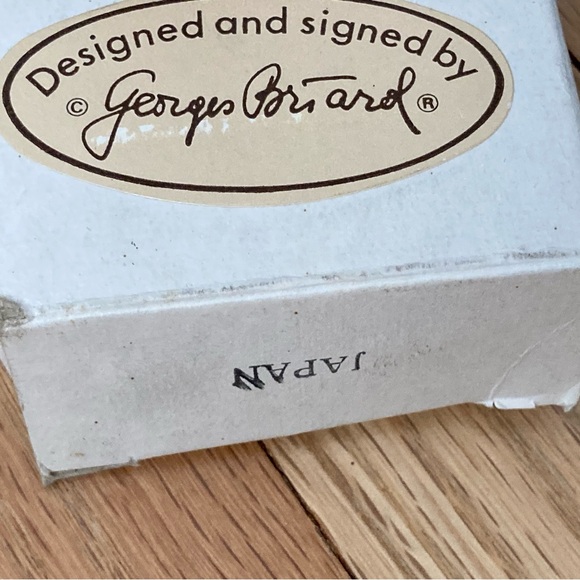 Designed and signed by
© Georges Briard ®
JAPAN